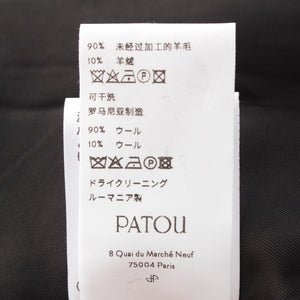 90% 未经过加工的羊毛
10% 羊绒
可干洗
罗马尼亚制造
90% ウール
10% ウール
ドライクリーニング
ルーマニア製
PATOU
8 Quai du Marché Neuf
75004 Paris
JP